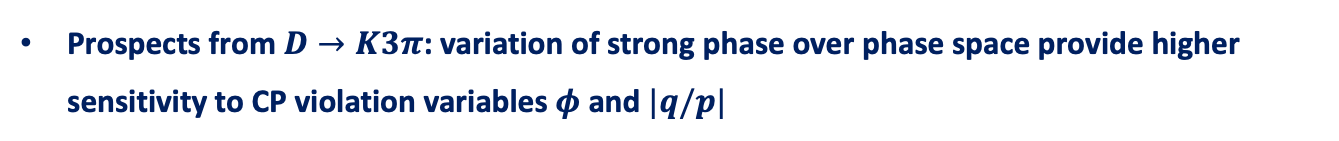 • Prospects from D → K3π: variation of strong phase over phase space provide higher
sensitivity to CP violation variables ϕ and |q/p|